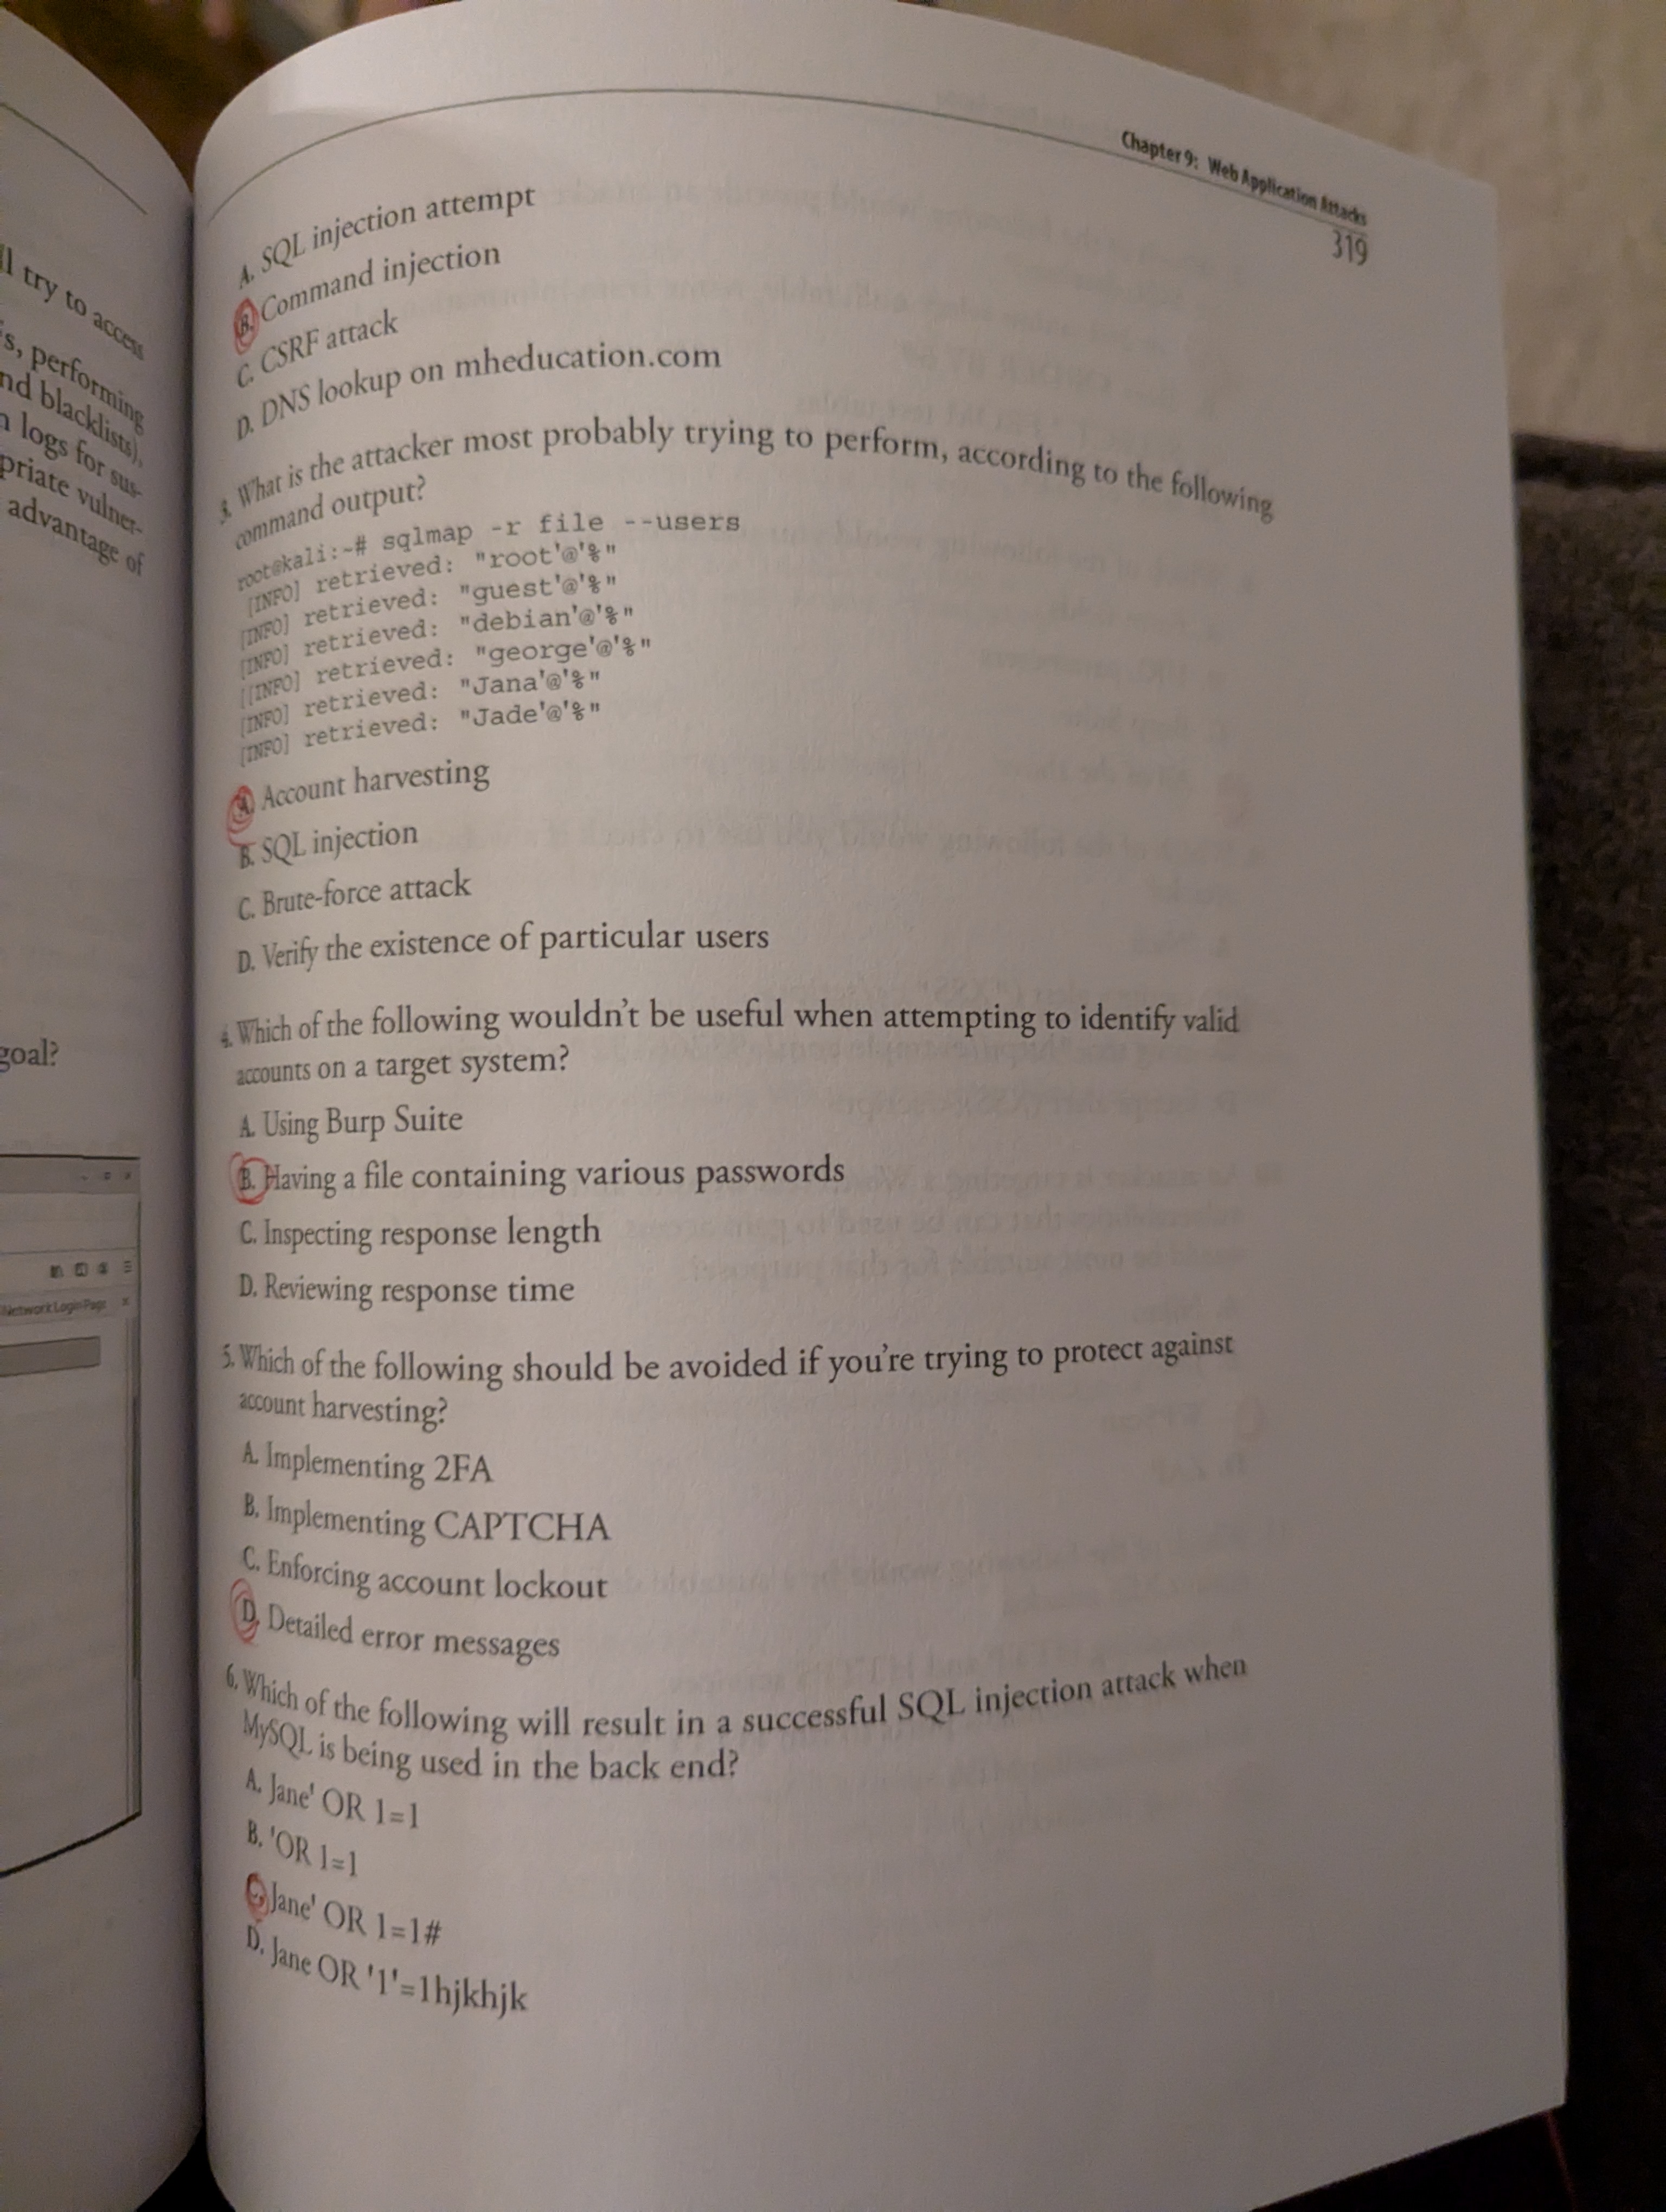 ll try to access
s, performing
nd blacklists),
n logs for sus-
priate vulner-
advantage of
goal?
Network Login Page
Chapter 9: Web Application Attacks
319
A. SQL injection attempt
B. Command injection
C. CSRF attack
D. DNS lookup on mheducation.com
3. What is the attacker most probably trying to perform, according to the following
command output?
root@kali:~# sqlmap -r file --users
[INFO] retrieved: "root'@'%"
[INFO] retrieved: "guest'@'%"
[INFO] retrieved: "debian'@'%"
[[INFO] retrieved: "george'@'%"
[INFO] retrieved: "Jana'@'%"
[INFO] retrieved: "Jade'@'%"
A. Account harvesting
B. SQL injection
C. Brute-force attack
D. Verify the existence of particular users
4. Which of the following wouldn't be useful when attempting to identify valid
accounts on a target system?
A. Using Burp Suite
B. Having a file containing various passwords
C. Inspecting response length
D. Reviewing response time
5. Which of the following should be avoided if you're trying to protect against
account harvesting?
A. Implementing 2FA
B. Implementing CAPTCHA
C. Enforcing account lockout
D. Detailed error messages
6. Which of the following will result in a successful SQL injection attack when
MySQL is being used in the back end?
A. Jane' OR 1=1
B. 'OR 1=1
C. Jane' OR 1=1#
D. Jane OR '1'=1hjkhjk